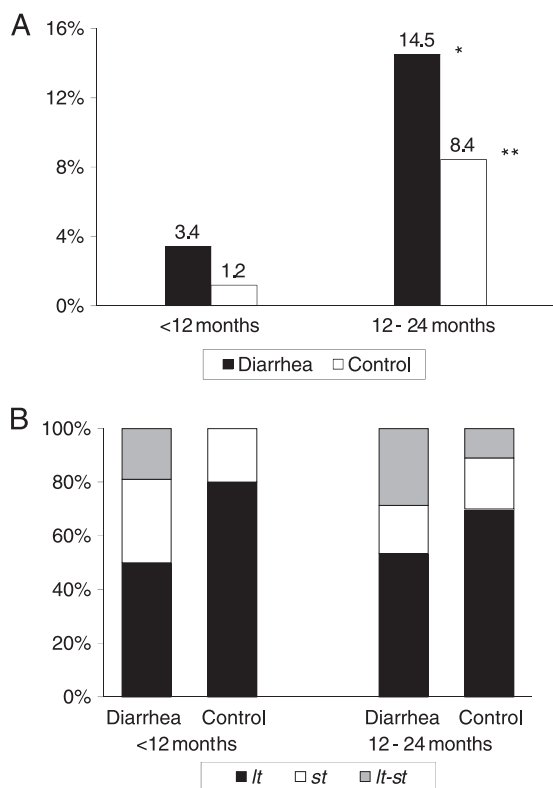 A
16%
14.5 *
12%
8.4 **
8%
4%
3.4
1.2
0%
<12 months 12 - 24 months
Diarrhea Control
B
100%
80%
60%
40%
20%
0%
Diarrhea Control Diarrhea Control
<12 months 12 - 24 months
lt st lt-st